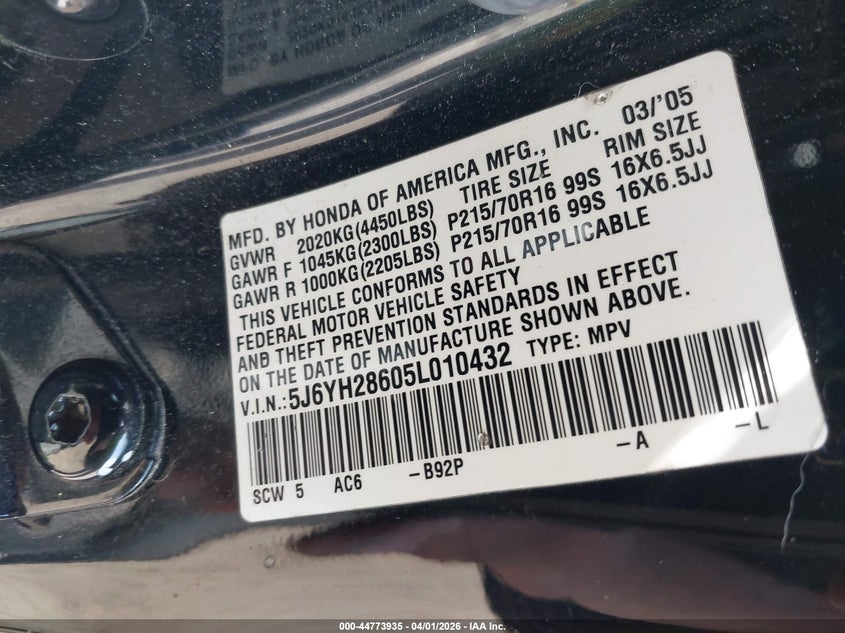 MFD. BY HONDA OF AMERICA MFG., INC. 03/'05
GVWR 2020KG(4450LBS) TIRE SIZE RIM SIZE
GAWR F 1045KG(2300LBS) P215/70R16 99S 16X6.5JJ
GAWR R 1000KG(2205LBS) P215/70R16 99S 16X6.5JJ
THIS VEHICLE CONFORMS TO ALL APPLICABLE
FEDERAL MOTOR VEHICLE SAFETY
AND THEFT PREVENTION STANDARDS IN EFFECT
ON THE DATE OF MANUFACTURE SHOWN ABOVE.
V.I.N.:5J6YH28605L010432 TYPE: MPV
SCW 5 AC6 -B92P -A -L
000-44773935 - 04/01/2026 - IAA Inc.